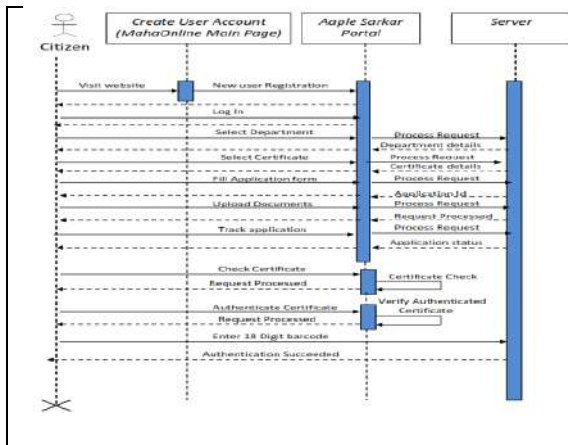 Create User Account
(MahaOnline Main Page)
Aaple Sarkar
Portal
Server
Citizen
Visit website
New user Registration
Log In
Select Department
Process Request
Department details
Select Certificate
Process Request
Certificate details
Fill Application form
Process Request
Application Id
Upload Documents
Process Request
Request Processed
Track application
Process Request
Application status
Check Certificate
Certificate Check
Request Processed
Authenticate Certificate
Verify Authenticated
Certificate
Request Processed
Enter 18 Digit barcode
Authentication Succeeded